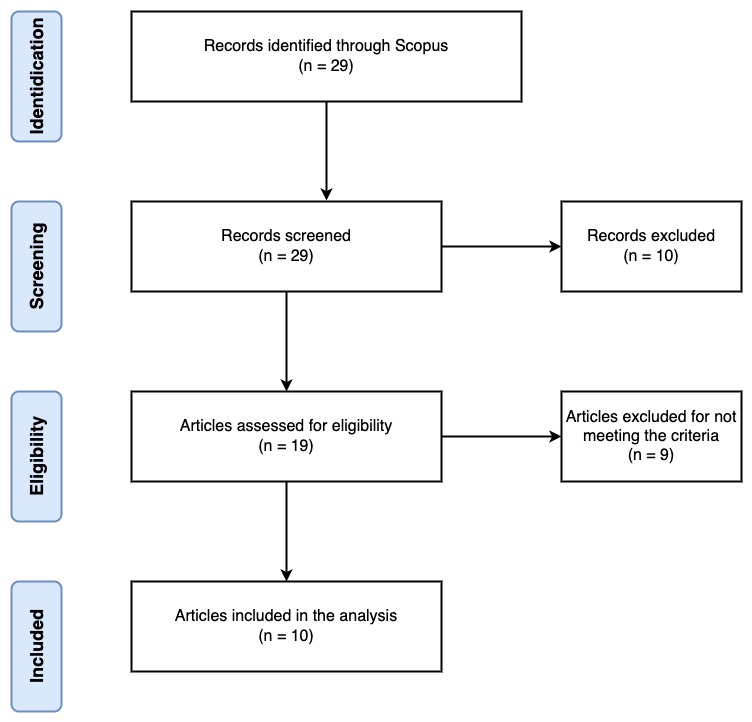 Identidication
Records identified through Scopus
(n = 29)
Screening
Records screened
(n = 29)
Records excluded
(n = 10)
Eligibility
Articles assessed for eligibility
(n = 19)
Articles excluded for not
meeting the criteria
(n = 9)
Included
Articles included in the analysis
(n = 10)